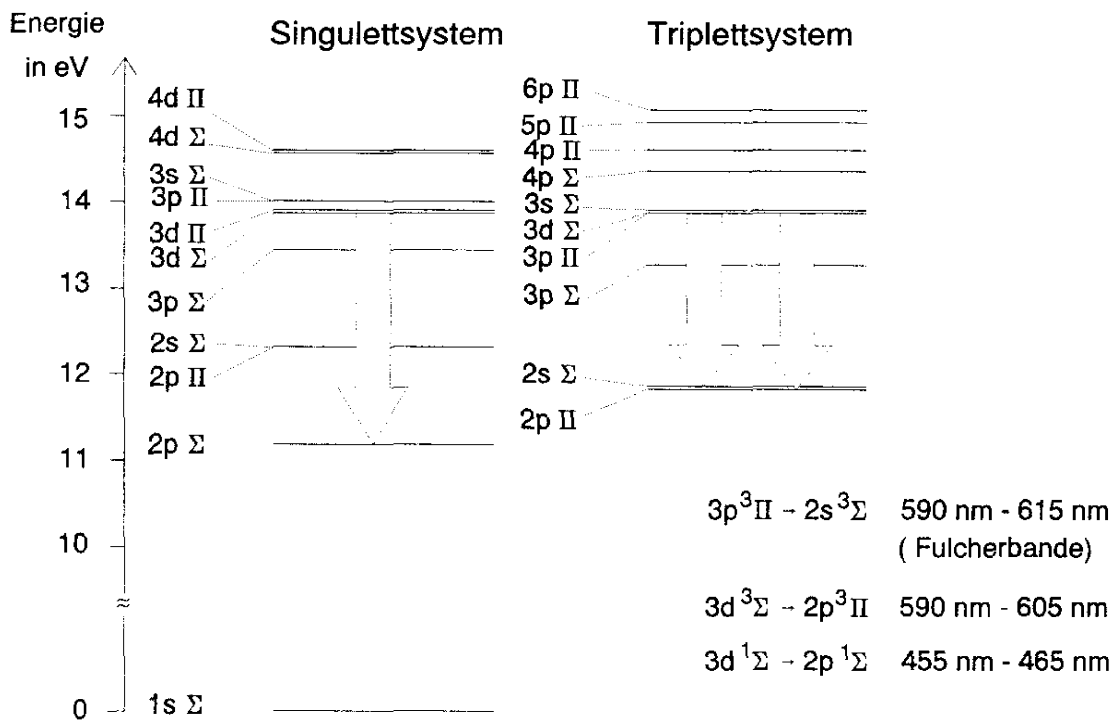 Energie
in eV
Singulettsystem
Triplettsystem
15
14
13
12
11
10
0
4d Π
4d Σ
3s Σ
3p Π
3d Π
3d Σ
3p Σ
2s Σ
2p Π
2p Σ
1s Σ
6p Π
5p Π
4p Π
4p Σ
3s Σ
3d Σ
3p Π
3p Σ
2s Σ
2p Π
3p³Π - 2s³Σ 590 nm - 615 nm
( Fulcherbande)
3d ³Σ - 2p³Π 590 nm - 605 nm
3d ¹Σ - 2p ¹Σ 455 nm - 465 nm